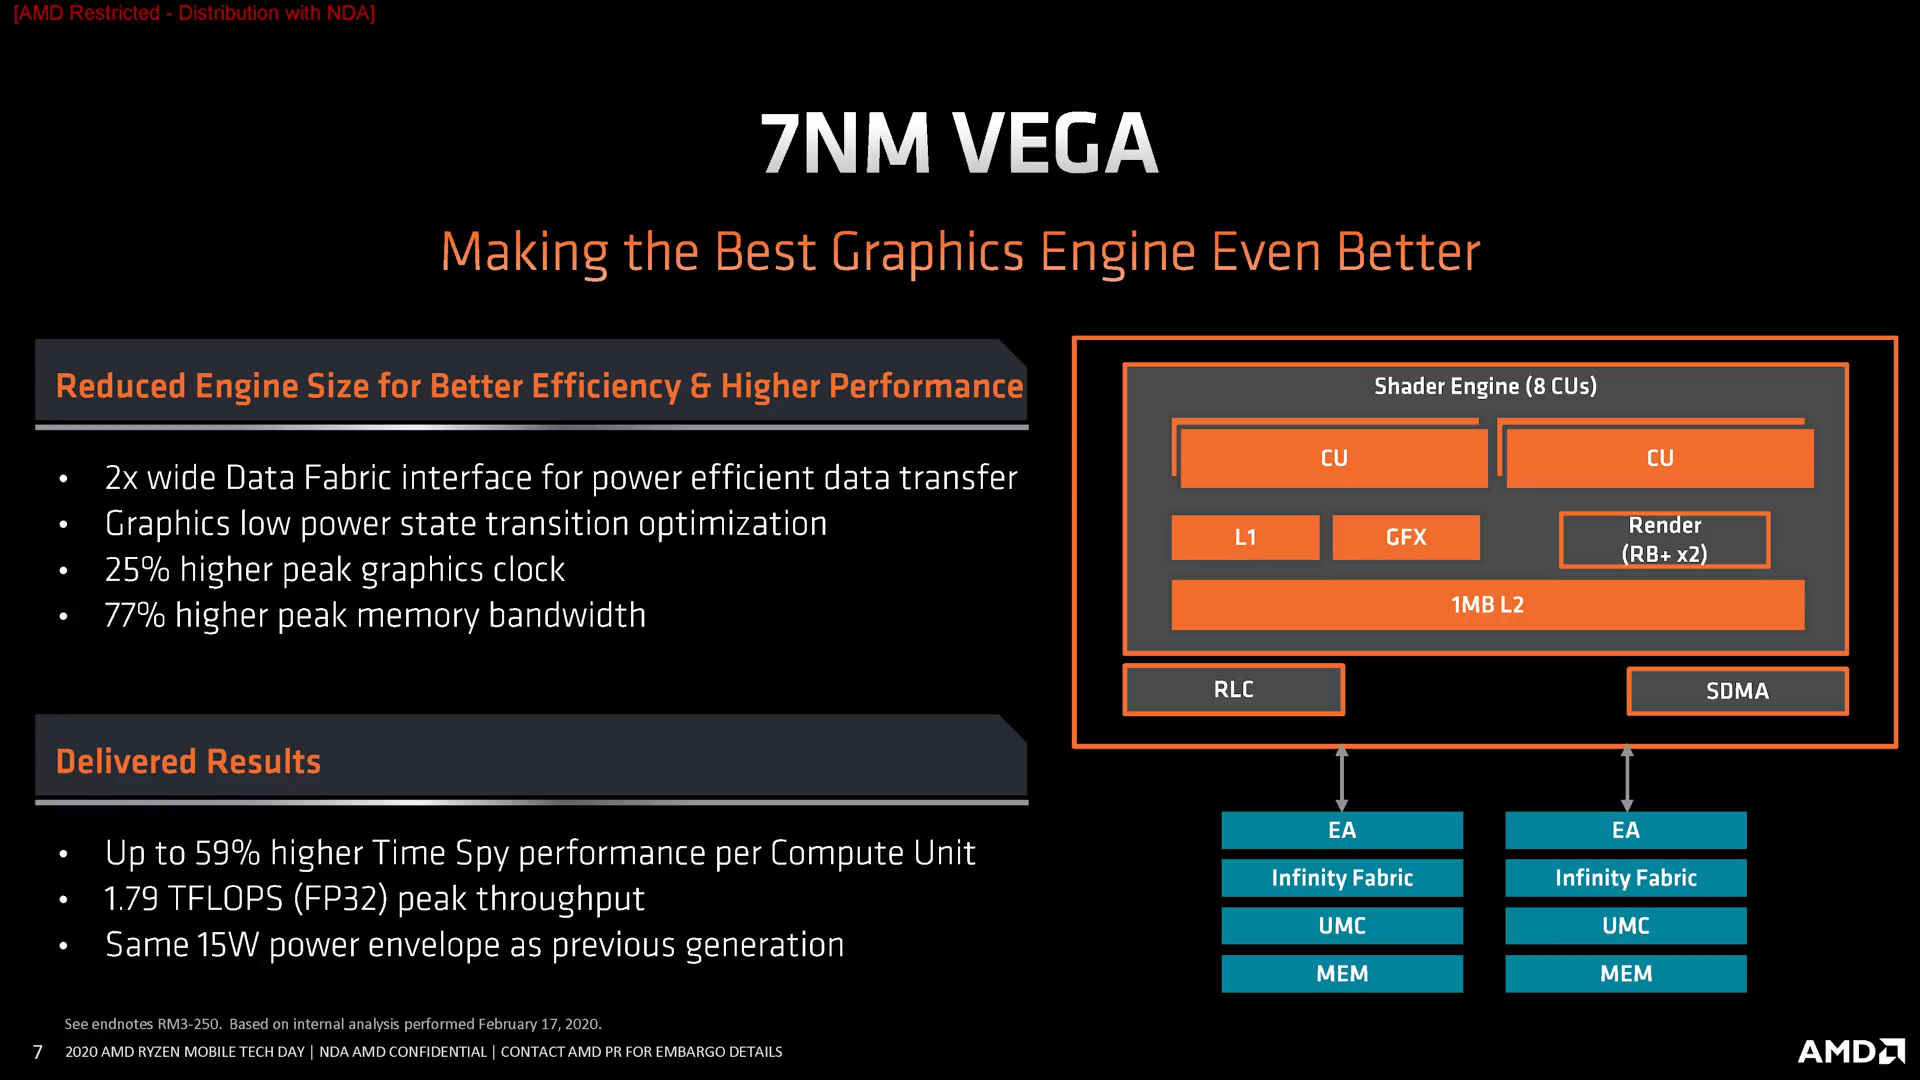 [AMD Restricted - Distribution with NDA]
7NM VEGA
Making the Best Graphics Engine Even Better
Reduced Engine Size for Better Efficiency & Higher Performance
• 2x wide Data Fabric interface for power efficient data transfer
• Graphics low power state transition optimization
• 25% higher peak graphics clock
• 77% higher peak memory bandwidth
Delivered Results
• Up to 59% higher Time Spy performance per Compute Unit
• 1.79 TFLOPS (FP32) peak throughput
• Same 15W power envelope as previous generation
Shader Engine (8 CUs)
CU
CU
L1
GFX
Render
(RB+ x2)
1MB L2
RLC
SDMA
EA
EA
Infinity Fabric
Infinity Fabric
UMC
UMC
MEM
MEM
See endnotes RM3-250. Based on internal analysis performed February 17, 2020.
7 2020 AMD RYZEN MOBILE TECH DAY | NDA AMD CONFIDENTIAL | CONTACT AMD PR FOR EMBARGO DETAILS
AMD